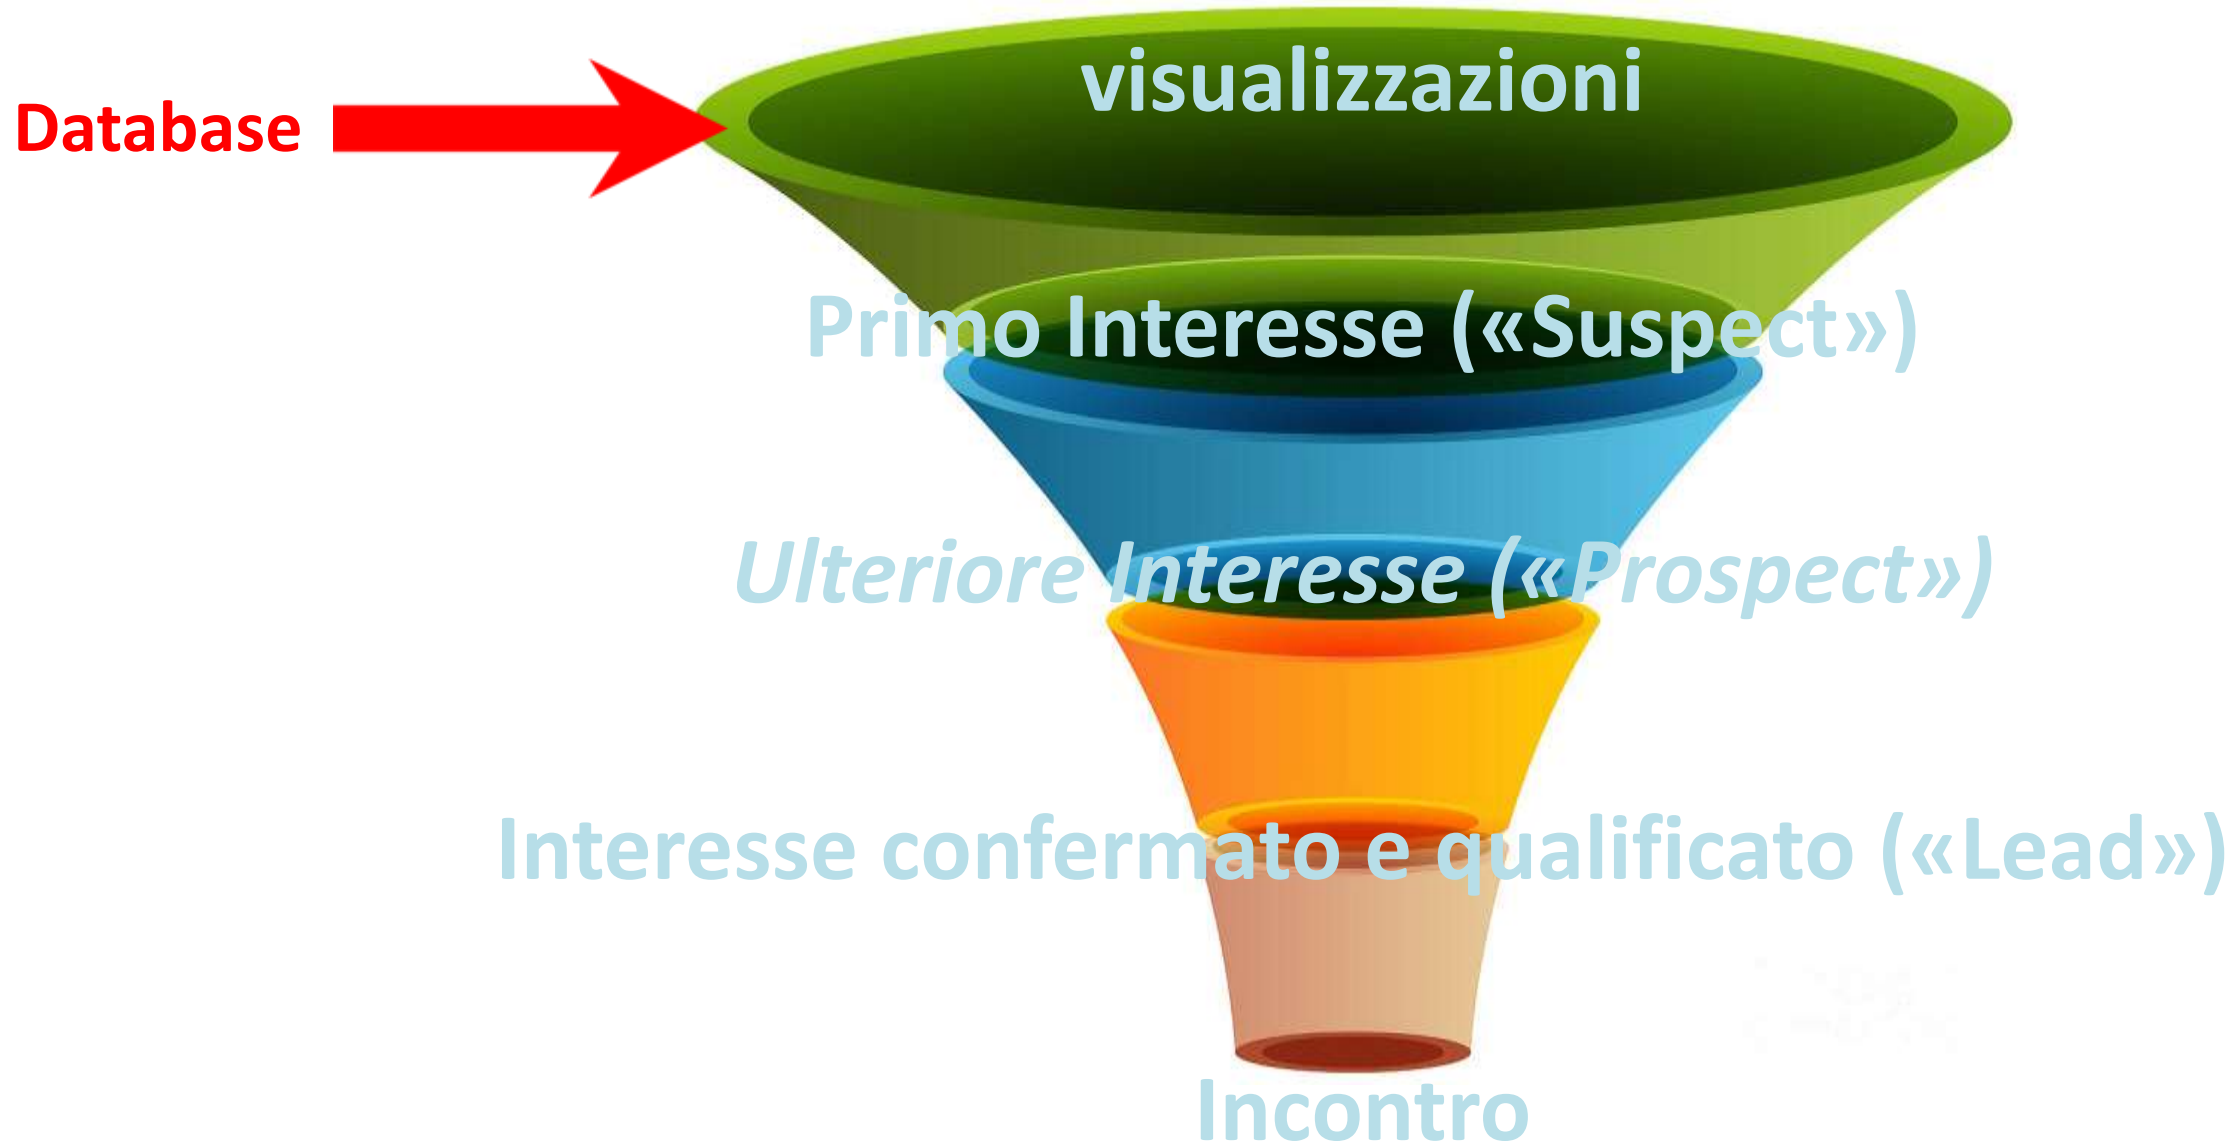 visualizzazioni
Database
Primo Interesse («Suspect»)
Ulteriore Interesse («Prospect»)
Interesse confermato e qualificato («Lead»)
Incontro